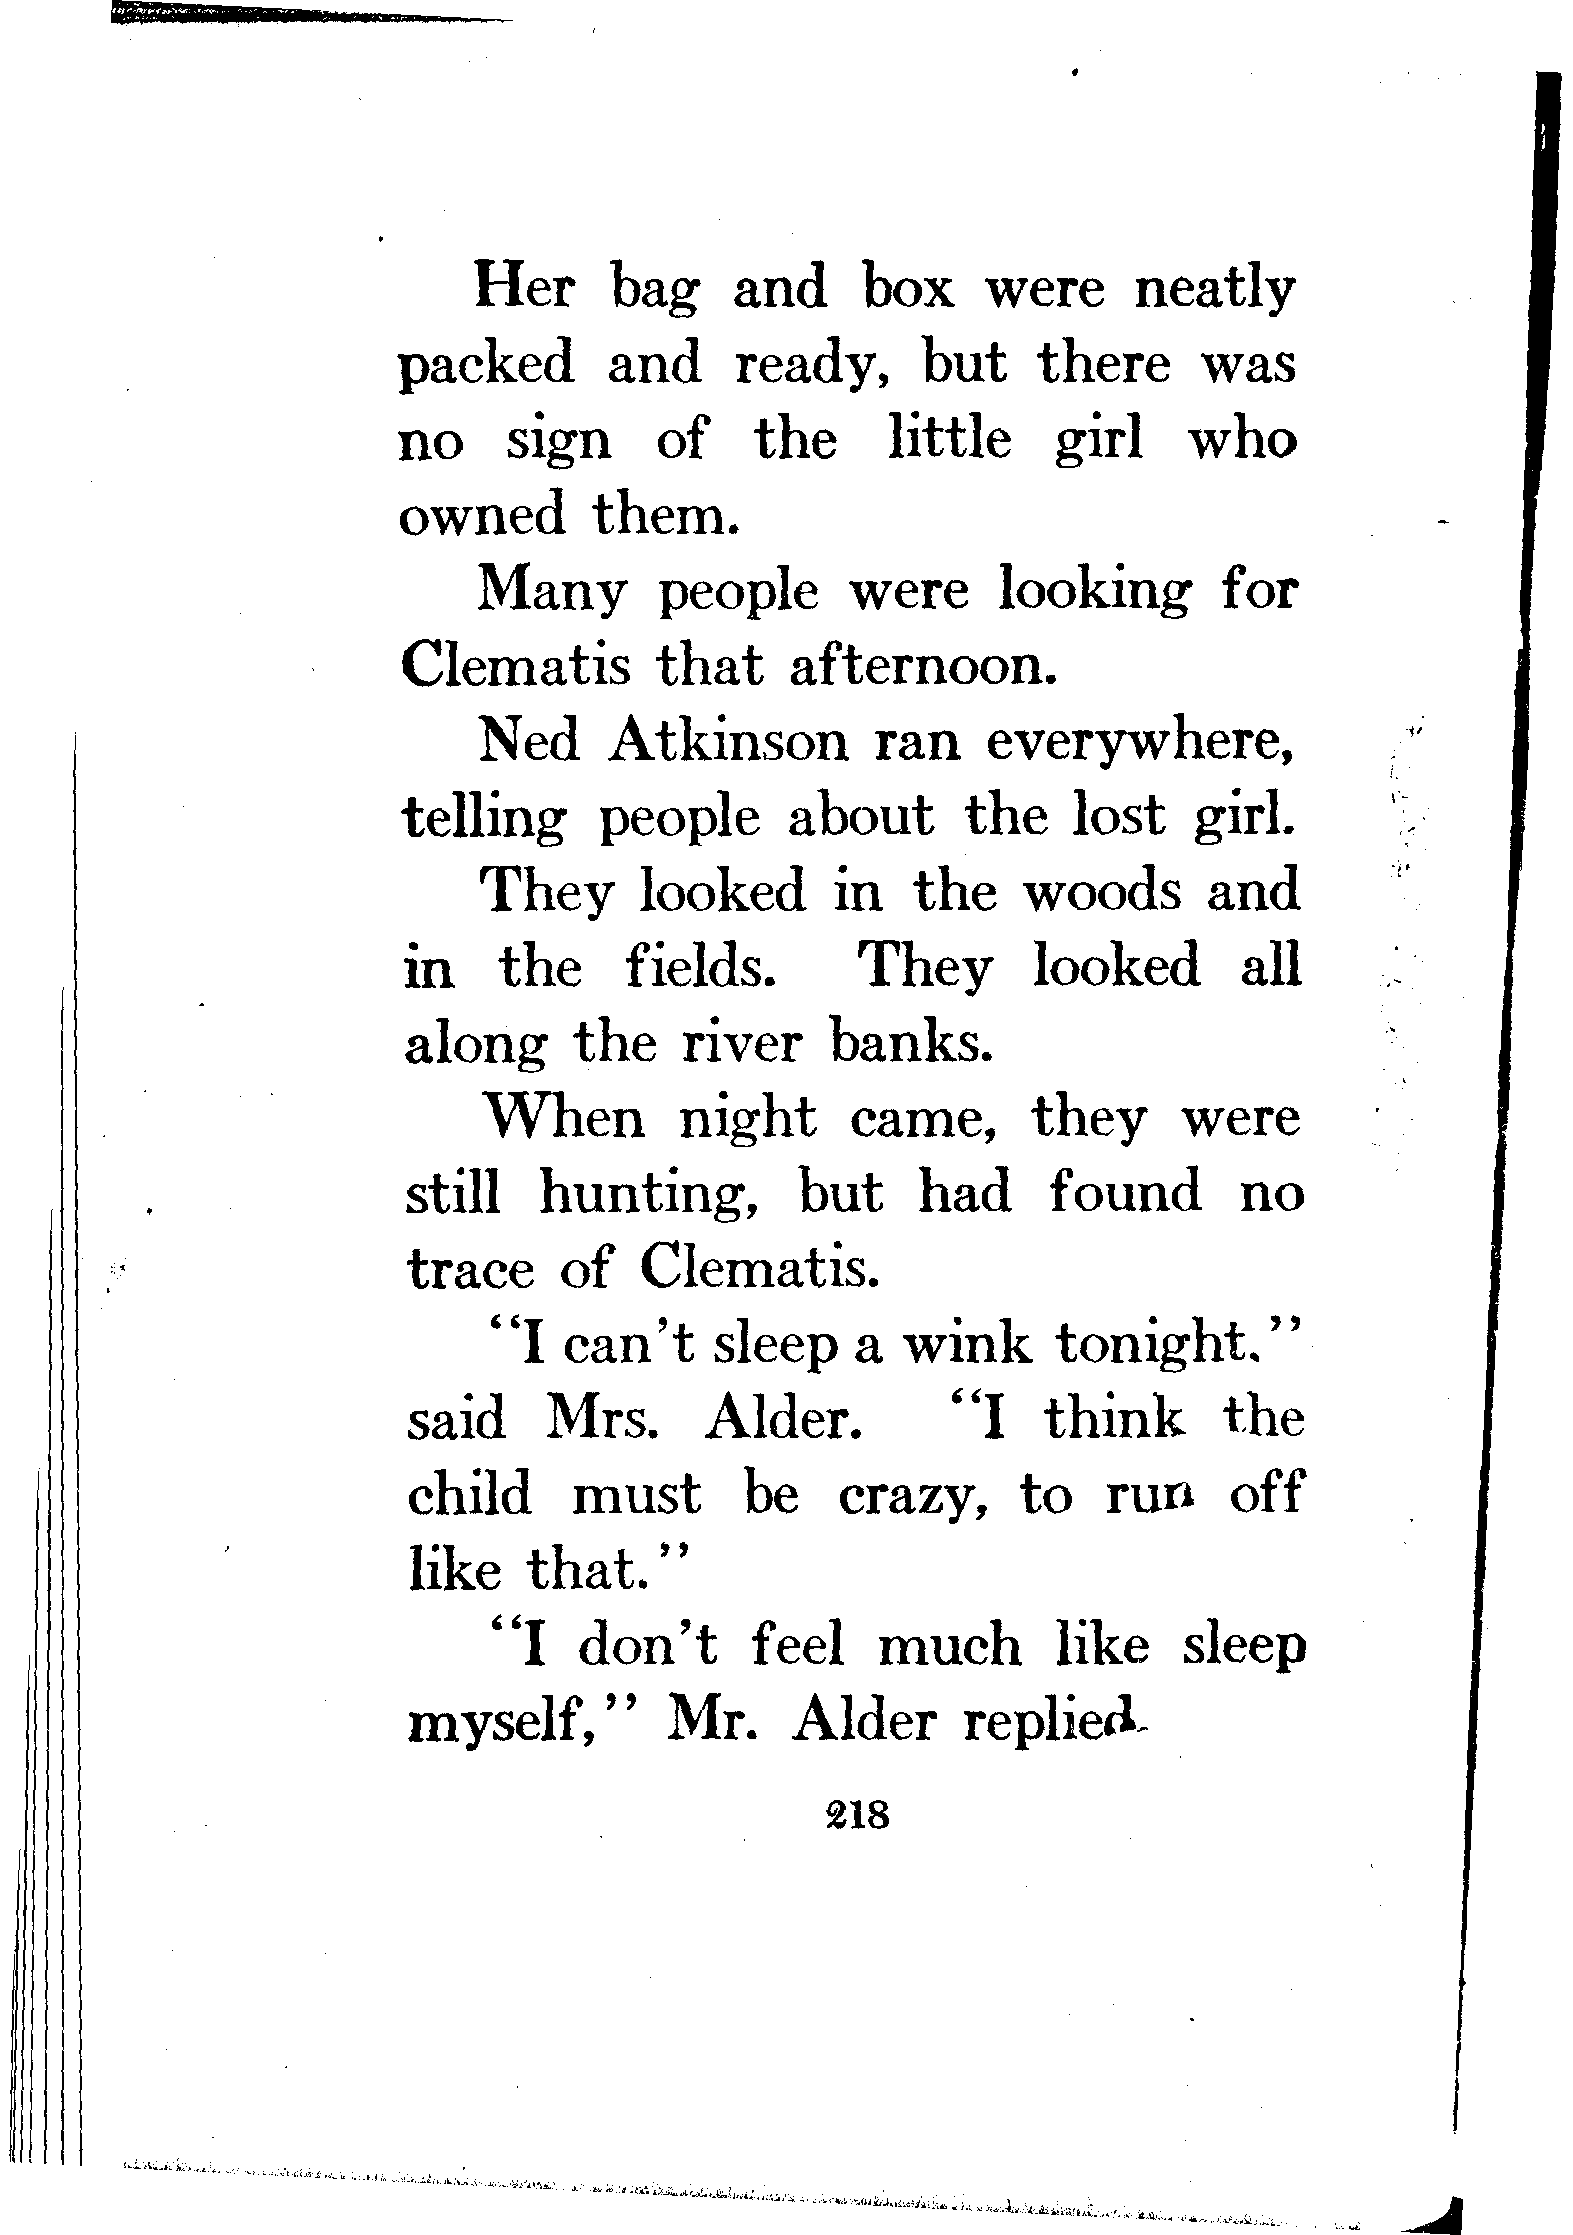 Her bag and box were neatly
packed and ready, but there was
no sign of the little girl who
owned them.
Many people were looking for
Clematis that afternoon.
Ned Atkinson ran everywhere,
telling people about the lost girl.
They looked in the woods and
in the fields. They looked all
along the river banks.
When night came, they were
still hunting, but had found no
trace of Clematis.
"I can't sleep a wink tonight."
said Mrs. Alder. "I think the
child must be crazy, to run off
like that."
"I don't feel much like sleep
myself," Mr. Alder replied.
218